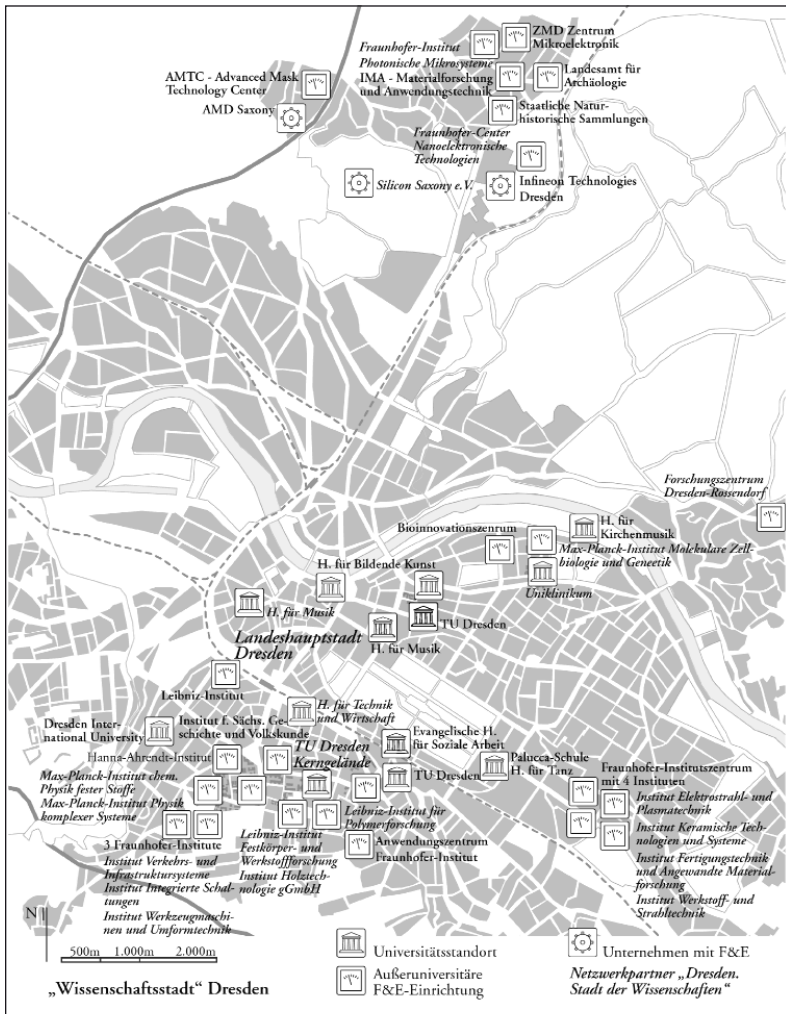 Fraunhofer-Institut
Photonische Mikrosysteme
ZMD Zentrum
Mikroelektronik
AMTC - Advanced Mask
Technology Center
IMA - Materialforschung
und Anwendungstechnik
Landesamt für
Archäologie
AMD Saxony
Staatliche Natur-
historische Sammlungen
Fraunhofer-Center
Nanoelektronische
Technologien
Silicon Saxony e.V.
Infineon Technologies
Dresden
Forschungszentrum
Dresden-Rossendorf
Bioinnovationszentrum
H. für
Kirchenmusik
Max-Planck-Institut Molekulare Zell-
biologie und Geneetik
H. für Bildende Kunst
Uniklinikum
H. für Musik
TU Dresden
Landeshauptstadt
Dresden
H. für Musik
Leibniz-Institut
H. für Technik
und Wirtschaft
Dresden Inter-
national University
Institut f. Sächs. Ge-
schichte und Volkskunde
Evangelische H.
für Soziale Arbeit
Hanna-Ahrendt-Institut
TU Dresden
Kerngelände
TU Dresden
Palucca-Schule
H. für Tanz
Fraunhofer-Institutszentrum
mit 4 Instituten
Max-Planck-Institut chem.
Physik fester Stoffe
Max-Planck-Institut Physik
komplexer Systeme
Institut Elektrostrahl- und
Plasmatechnik
Leibniz-Institut für
Polymerforschung
Institut Keramische Tech-
nologien und Systeme
3 Fraunhofer-Institute
Institut Verkehrs- und
Infrastruktursysteme
Institut Integrierte Schal-
tungen
Institut Werkzeugmaschi-
nen und Umformtechnik
Leibniz-Institut
Festkörper- und
Werkstoffforschung
Institut Holztech-
nologie gGmbH
Anwendungszentrum
Fraunhofer-Institut
Institut Fertigungstechnik
und Angewandte Material-
forschung
Institut Werkstoff- und
Strahltechnik
N
500m 1.000m 2.000m
„Wissenschaftsstadt“ Dresden
Universitätsstandort
Außeruniversitäre
F&E-Einrichtung
Unternehmen mit F&E
Netzwerkpartner „Dresden.
Stadt der Wissenschaften“